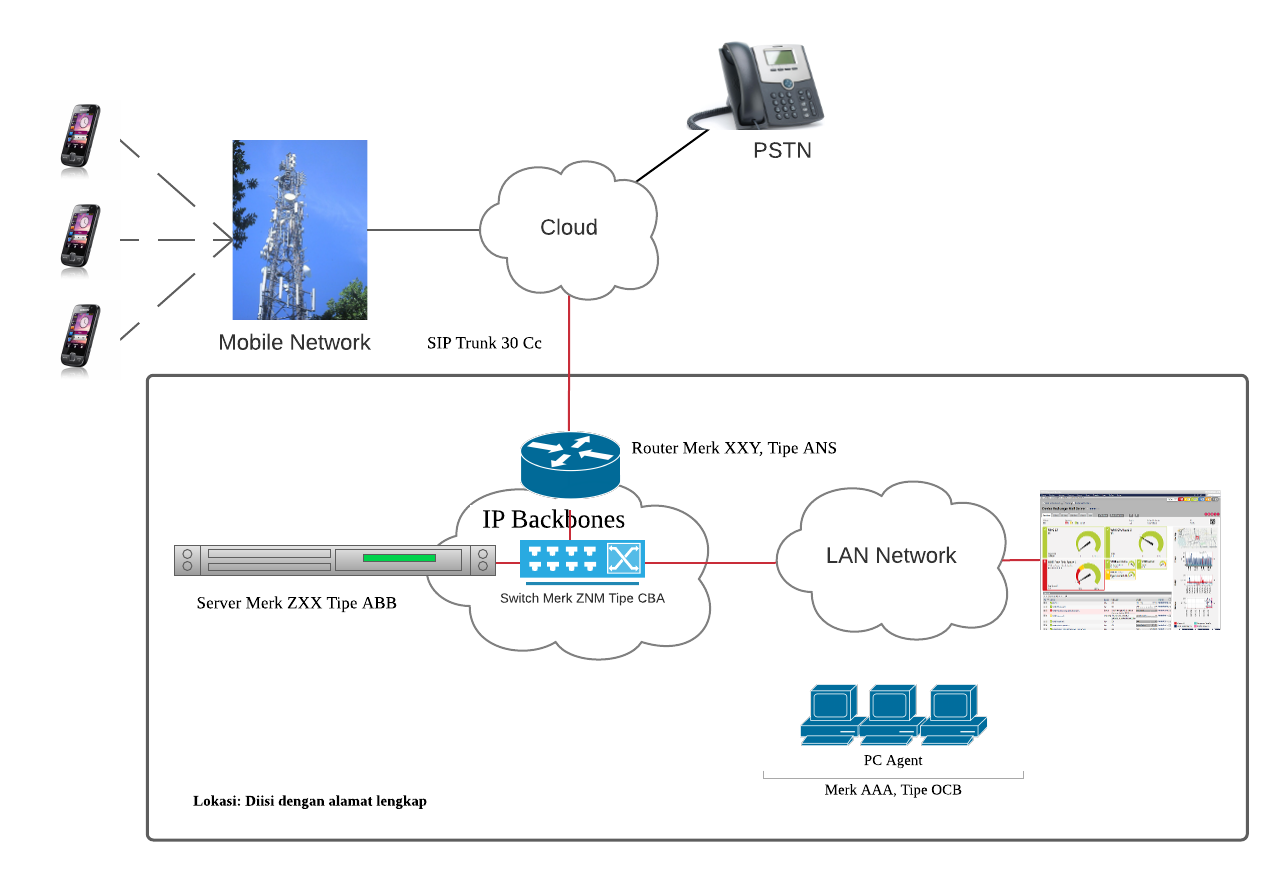 PSTN
Cloud
Mobile Network
SIP Trunk 30 Cc
Router Merk XXY, Tipe ANS
IP Backbones
LAN Network
Switch Merk ZNM Tipe CBA
Server Merk ZXX Tipe ABB
PC Agent
Merk AAA, Tipe OCB
Lokasi: Diisi dengan alamat lengkap